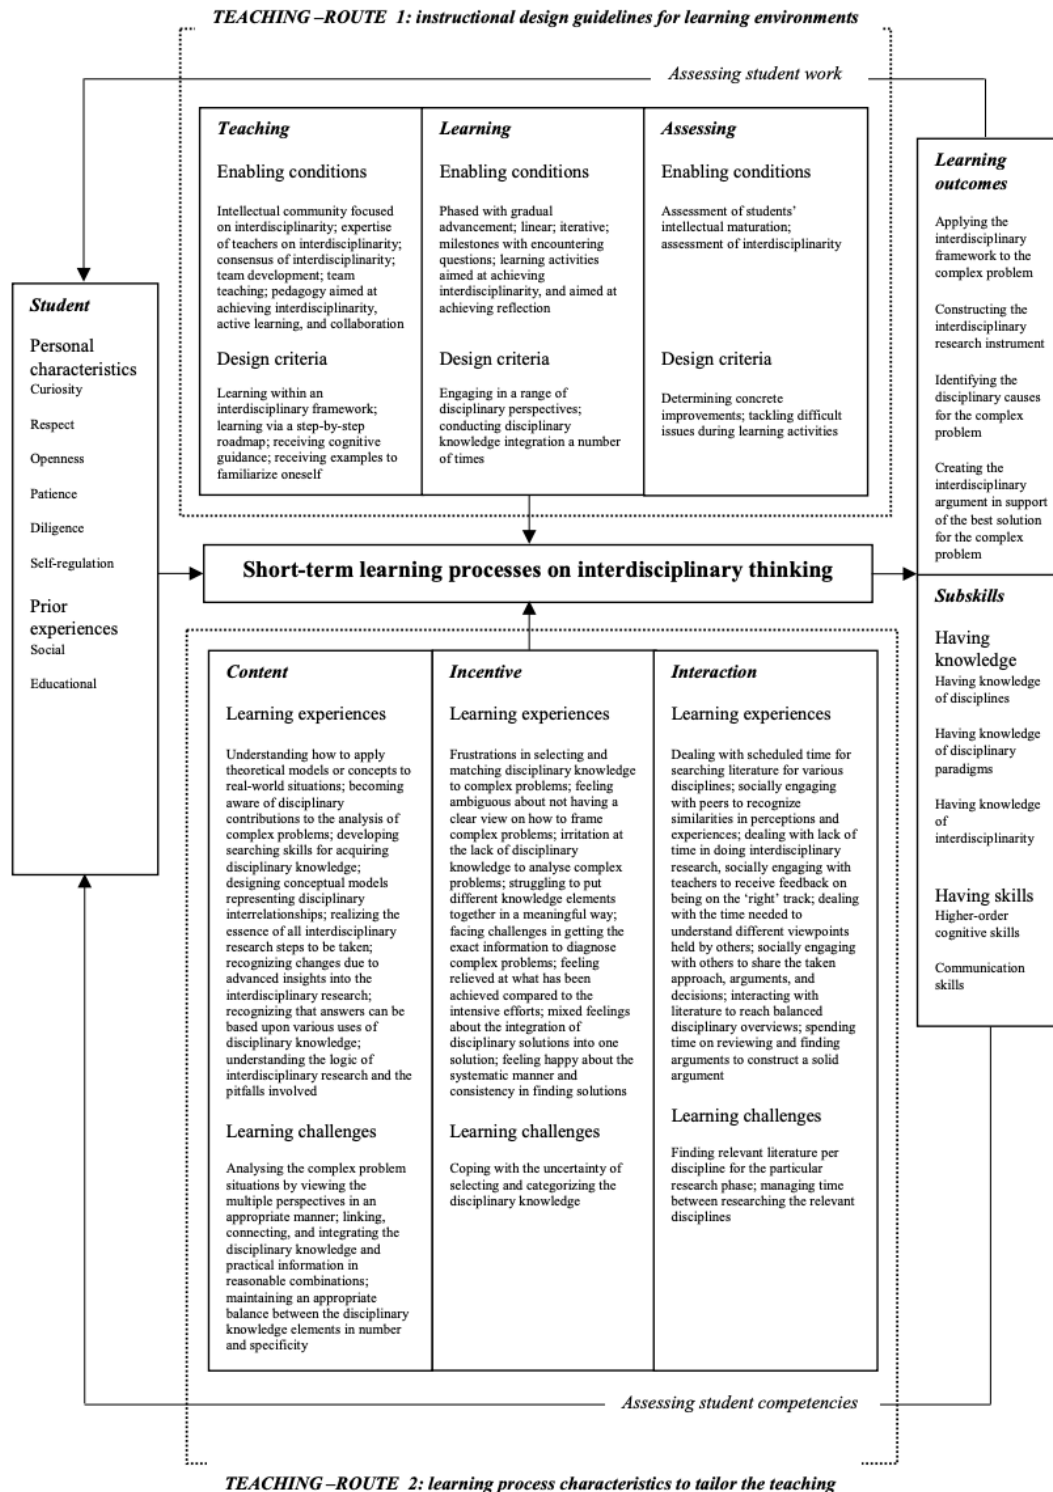 TEACHING –ROUTE 1: instructional design guidelines for learning environments
Assessing student work
Teaching
Enabling conditions
Intellectual community focused
on interdisciplinarity; expertise
of teachers on interdisciplinarity;
consensus of interdisciplinarity;
team development; team
teaching; pedagogy aimed at
achieving interdisciplinarity,
active learning, and collaboration
Design criteria
Learning within an
interdisciplinary framework;
learning via a step-by-step
roadmap; receiving cognitive
guidance; receiving examples to
familiarize oneself
Learning
Enabling conditions
Phased with gradual
advancement; linear; iterative;
milestones with encountering
questions; learning activities
aimed at achieving
interdisciplinarity, and aimed at
achieving reflection
Design criteria
Engaging in a range of
disciplinary perspectives;
conducting disciplinary
knowledge integration a number
of times
Assessing
Enabling conditions
Assessment of students'
intellectual maturation;
assessment of interdisciplinarity
Design criteria
Determining concrete
improvements; tackling difficult
issues during learning activities
Learning
outcomes
Applying the
interdisciplinary
framework to the
complex problem
Constructing the
interdisciplinary
research instrument
Identifying the
disciplinary causes
for the complex
problem
Creating the
interdisciplinary
argument in support
of the best solution
for the complex
problem
Student
Personal
characteristics
Curiosity
Respect
Openness
Patience
Diligence
Self-regulation
Prior
experiences
Social
Educational
Short-term learning processes on interdisciplinary thinking
Subskills
Having
knowledge
Having knowledge
of disciplines
Having knowledge
of disciplinary
paradigms
Having knowledge
of
interdisciplinarity
Having skills
Higher-order
cognitive skills
Communication
skills
Content
Learning experiences
Understanding how to apply
theoretical models or concepts to
real-world situations; becoming
aware of disciplinary
contributions to the analysis of
complex problems; developing
searching skills for acquiring
disciplinary knowledge;
designing conceptual models
representing disciplinary
interrelationships; realizing the
essence of all interdisciplinary
research steps to be taken;
recognizing changes due to
advanced insights into the
interdisciplinary research;
recognizing that answers can be
based upon various uses of
disciplinary knowledge;
understanding the logic of
interdisciplinary research and the
pitfalls involved
Learning challenges
Analysing the complex problem
situations by viewing the
multiple perspectives in an
appropriate manner; linking,
connecting, and integrating the
disciplinary knowledge and
practical information in
reasonable combinations;
maintaining an appropriate
balance between the disciplinary
knowledge elements in number
and specificity
Incentive
Learning experiences
Frustrations in selecting and
matching disciplinary knowledge
to complex problems; feeling
ambiguous about not having a
clear view on how to frame
complex problems; irritation at
the lack of disciplinary
knowledge to analyse complex
problems; struggling to put
different knowledge elements
together in a meaningful way;
facing challenges in getting the
exact information to diagnose
complex problems; feeling
relieved at what has been
achieved compared to the
intensive efforts; mixed feelings
about the integration of
disciplinary solutions into one
solution; feeling happy about the
systematic manner and
consistency in finding solutions
Learning challenges
Coping with the uncertainty of
selecting and categorizing the
disciplinary knowledge
Interaction
Learning experiences
Dealing with scheduled time for
searching literature for various
disciplines; socially engaging
with peers to recognize
similarities in perceptions and
experiences; dealing with lack of
time in doing interdisciplinary
research, socially engaging with
teachers to receive feedback on
being on the 'right' track; dealing
with the time needed to
understand different viewpoints
held by others; socially engaging
with others to share the taken
approach, arguments, and
decisions; interacting with
literature to reach balanced
disciplinary overviews; spending
time on reviewing and finding
arguments to construct a solid
argument
Learning challenges
Finding relevant literature per
discipline for the particular
research phase; managing time
between researching the relevant
disciplines
Assessing student competencies
TEACHING –ROUTE 2: learning process characteristics to tailor the teaching